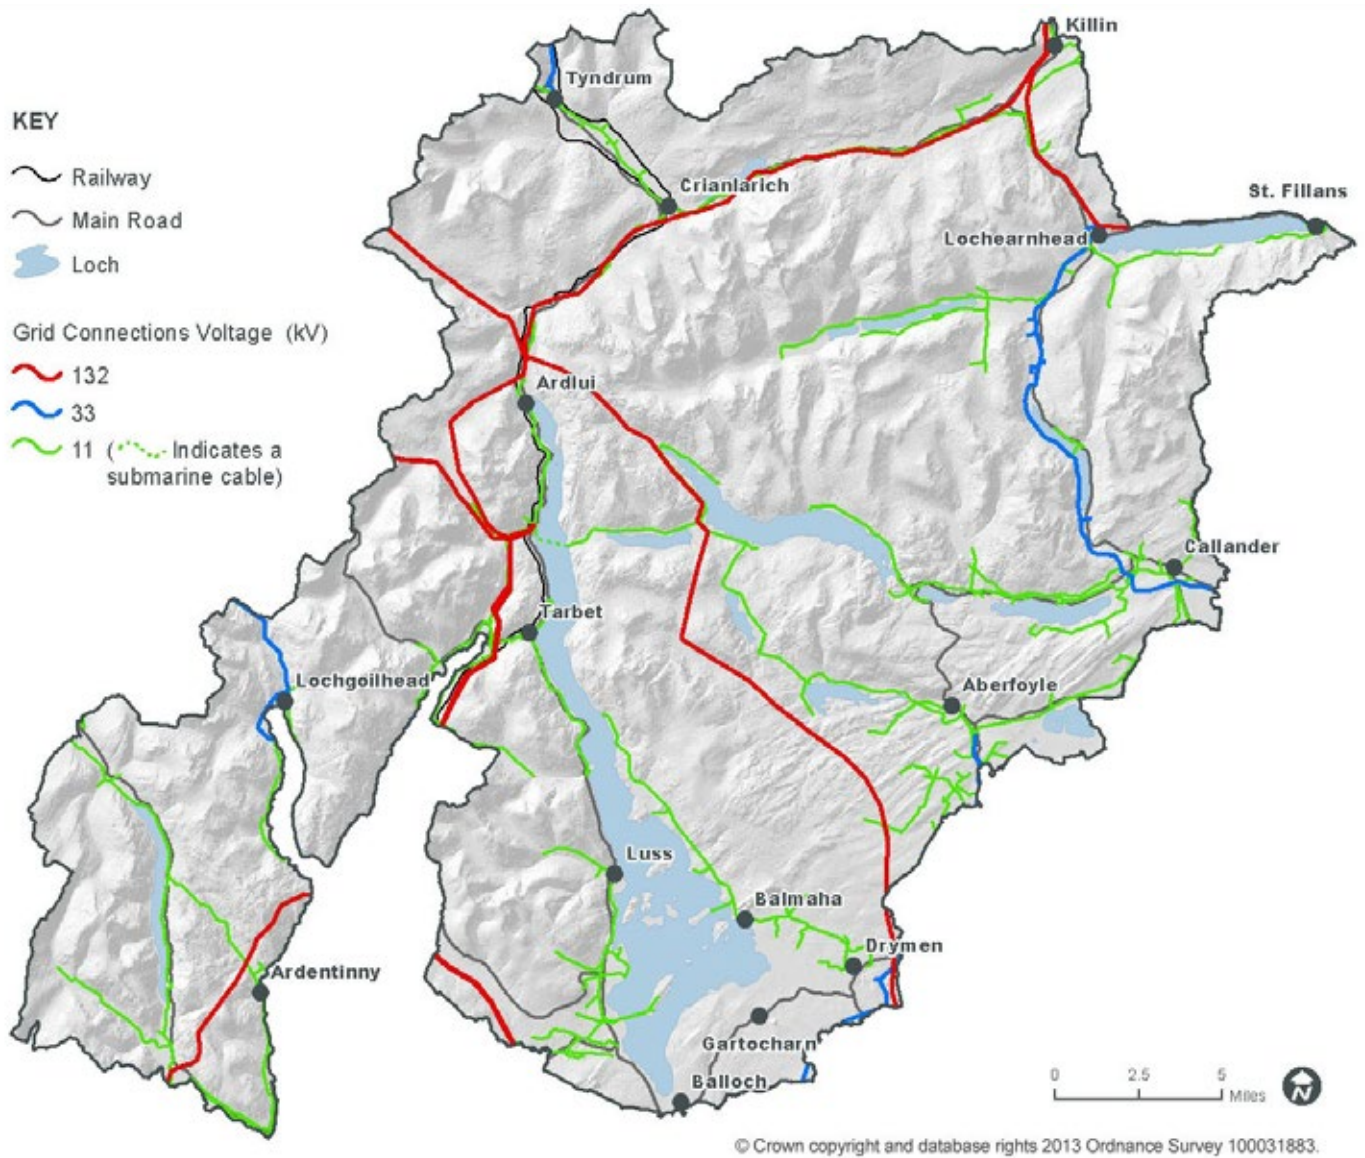 Killin
Tyndrum
KEY
Railway
Crianlarich
St. Fillans
Main Road
Lochearnhead
Loch
Grid Connections Voltage (kV)
132
Ardlui
33
11 ( Indicates a
submarine cable)
Callander
Tarbet
Lochgoilhead
Aberfoyle
Luss
Balmaha
Drymen
Ardentinny
Gartocharn
Balloch
0 2.5 5
Miles
N
© Crown copyright and database rights 2013 Ordnance Survey 100031883.